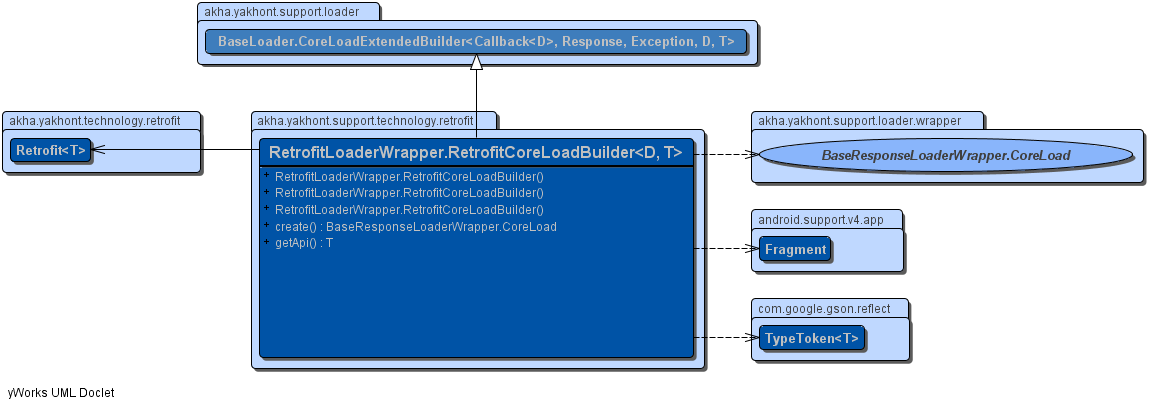 akha.yakhont.support.loader
BaseLoader.CoreLoadExtendedBuilder<Callback<D>, Response, Exception, D, T>
akha.yakhont.technology.retrofit
Retrofit<T>
akha.yakhont.support.technology.retrofit
RetrofitLoaderWrapper.RetrofitCoreLoadBuilder<D, T>
+ RetrofitLoaderWrapper.RetrofitCoreLoadBuilder()
+ RetrofitLoaderWrapper.RetrofitCoreLoadBuilder()
+ RetrofitLoaderWrapper.RetrofitCoreLoadBuilder()
+ create() : BaseResponseLoaderWrapper.CoreLoad
+ getApi() : T
akha.yakhont.support.loader.wrapper
BaseResponseLoaderWrapper.CoreLoad
android.support.v4.app
Fragment
com.google.gson.reflect
TypeToken<T>
yWorks UML Doclet